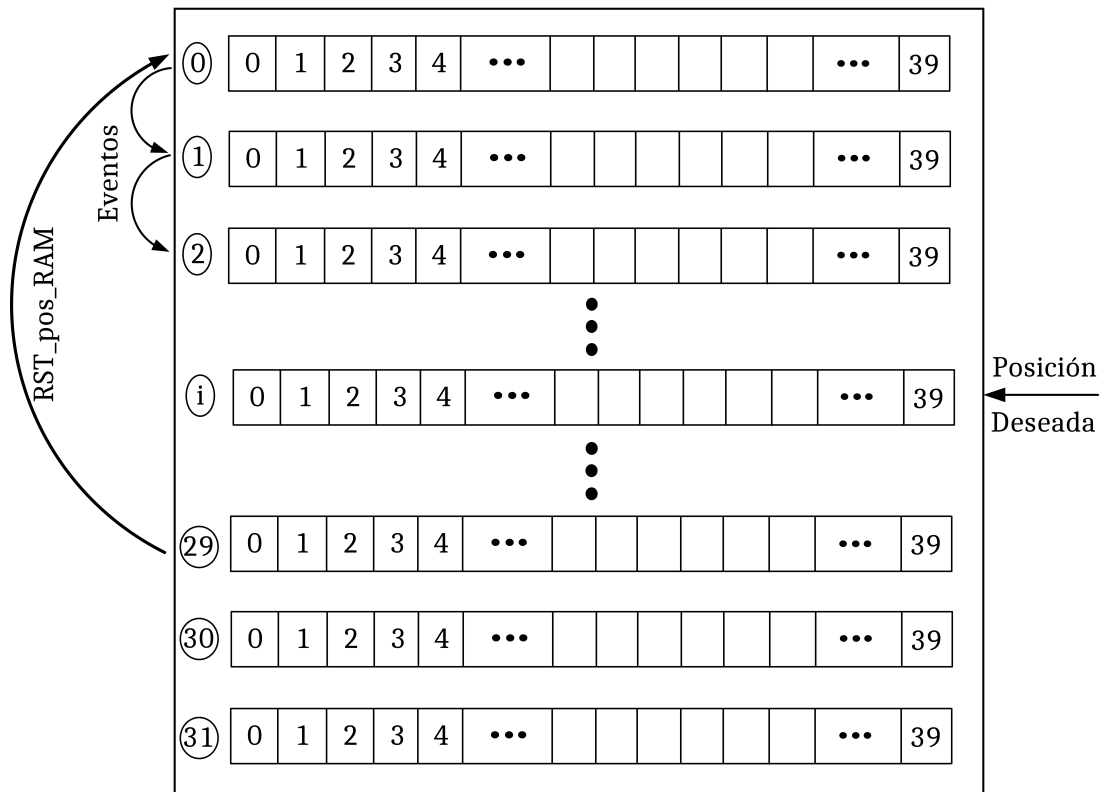 0 0 1 2 3 4 ••• ••• 39
1 0 1 2 3 4 ••• ••• 39
Eventos
2 0 1 2 3 4 ••• ••• 39
RST_pos_RAM
Posición
i 0 1 2 3 4 ••• ••• 39
Deseada
29 0 1 2 3 4 ••• ••• 39
30 0 1 2 3 4 ••• ••• 39
31 0 1 2 3 4 ••• ••• 39